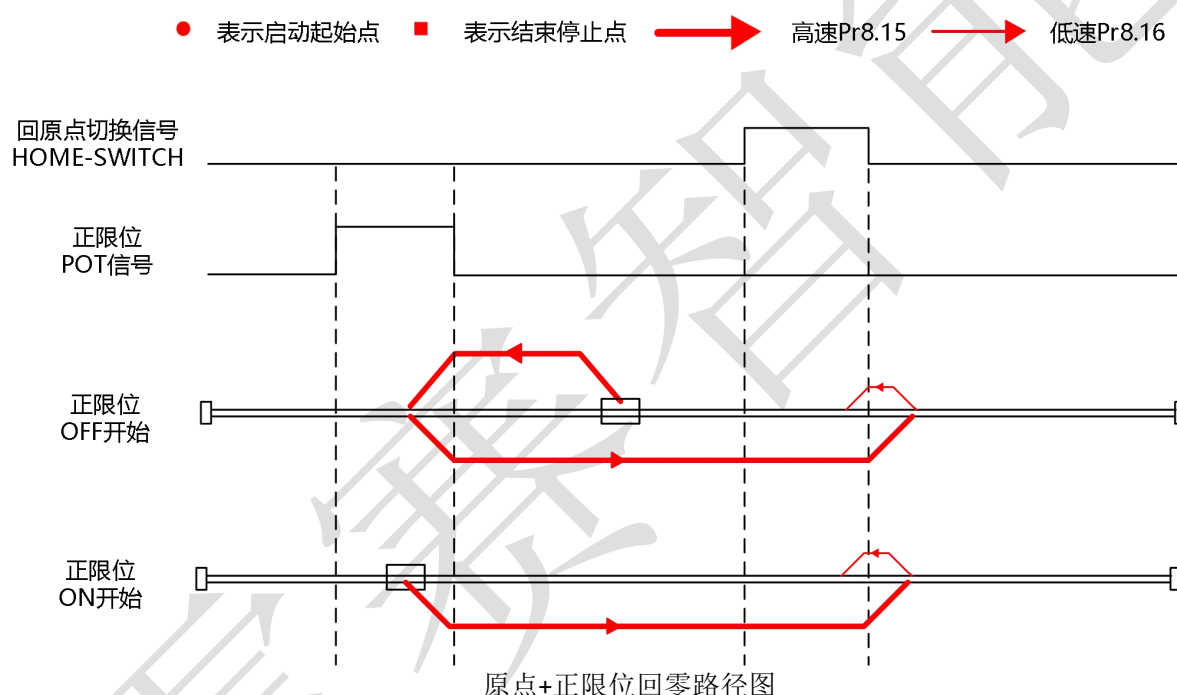 表示启动起始点 表示结束停止点 高速Pr8.15 低速Pr8.16
回原点切换信号
HOME-SWITCH
正限位
POT信号
正限位
OFF开始
正限位
ON开始
原点+正限位回零路径图
赛智能